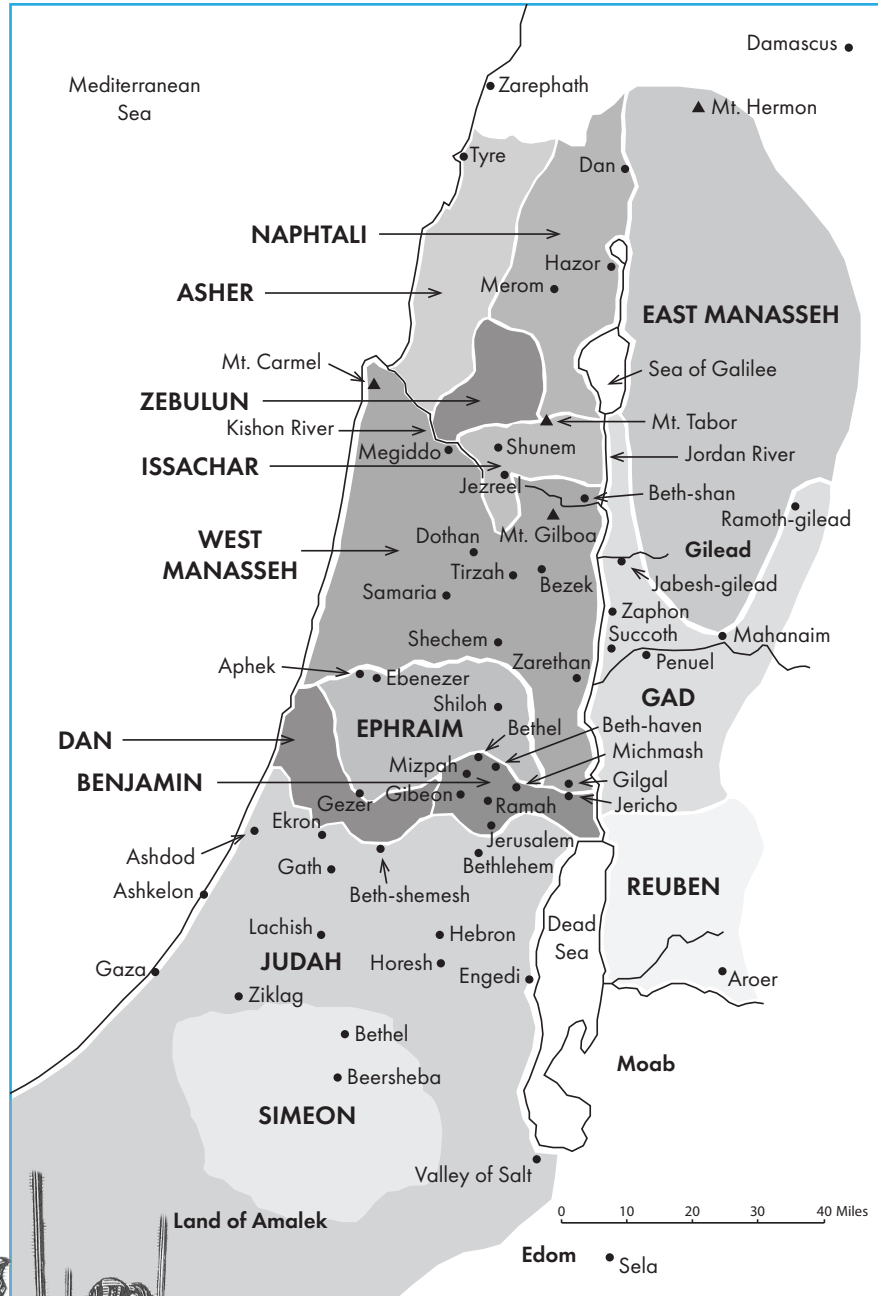 Damascus
Mediterranean
Sea
Zarephath
Mt. Hermon
Tyre
Dan
NAPHTALI
Hazor
Merom
ASHER
EAST MANASSEH
Mt. Carmel
Sea of Galilee
ZEBULUN
Kishon River
Mt. Tabor
Megiddo
Shunem
Jordan River
ISSACHAR
Jezreel
Beth-shan
Ramoth-gilead
Dothan
Mt. Gilboa
WEST
MANASSEH
Gilead
Tirzah
Bezek
Jabesh-gilead
Samaria
Zaphon
Shechem
Succoth
Mahanaim
Zarethan
Penuel
Aphek
Ebenezer
GAD
Shiloh
EPHRAIM
Bethel
Beth-haven
DAN
Michmash
Mizpah
BENJAMIN
Gilgal
Gezer
Gibeon
Ramah
Jericho
Ekron
Jerusalem
Ashdod
Gath
Bethlehem
Ashkelon
Beth-shemesh
REUBEN
Lachish
Hebron
Dead
Sea
JUDAH
Horesh
Gaza
Engedi
Aroer
Ziklag
Bethel
Moab
Beersheba
SIMEON
Valley of Salt
Land of Amalek
0 10 20 30 40 Miles
Edom
Sela